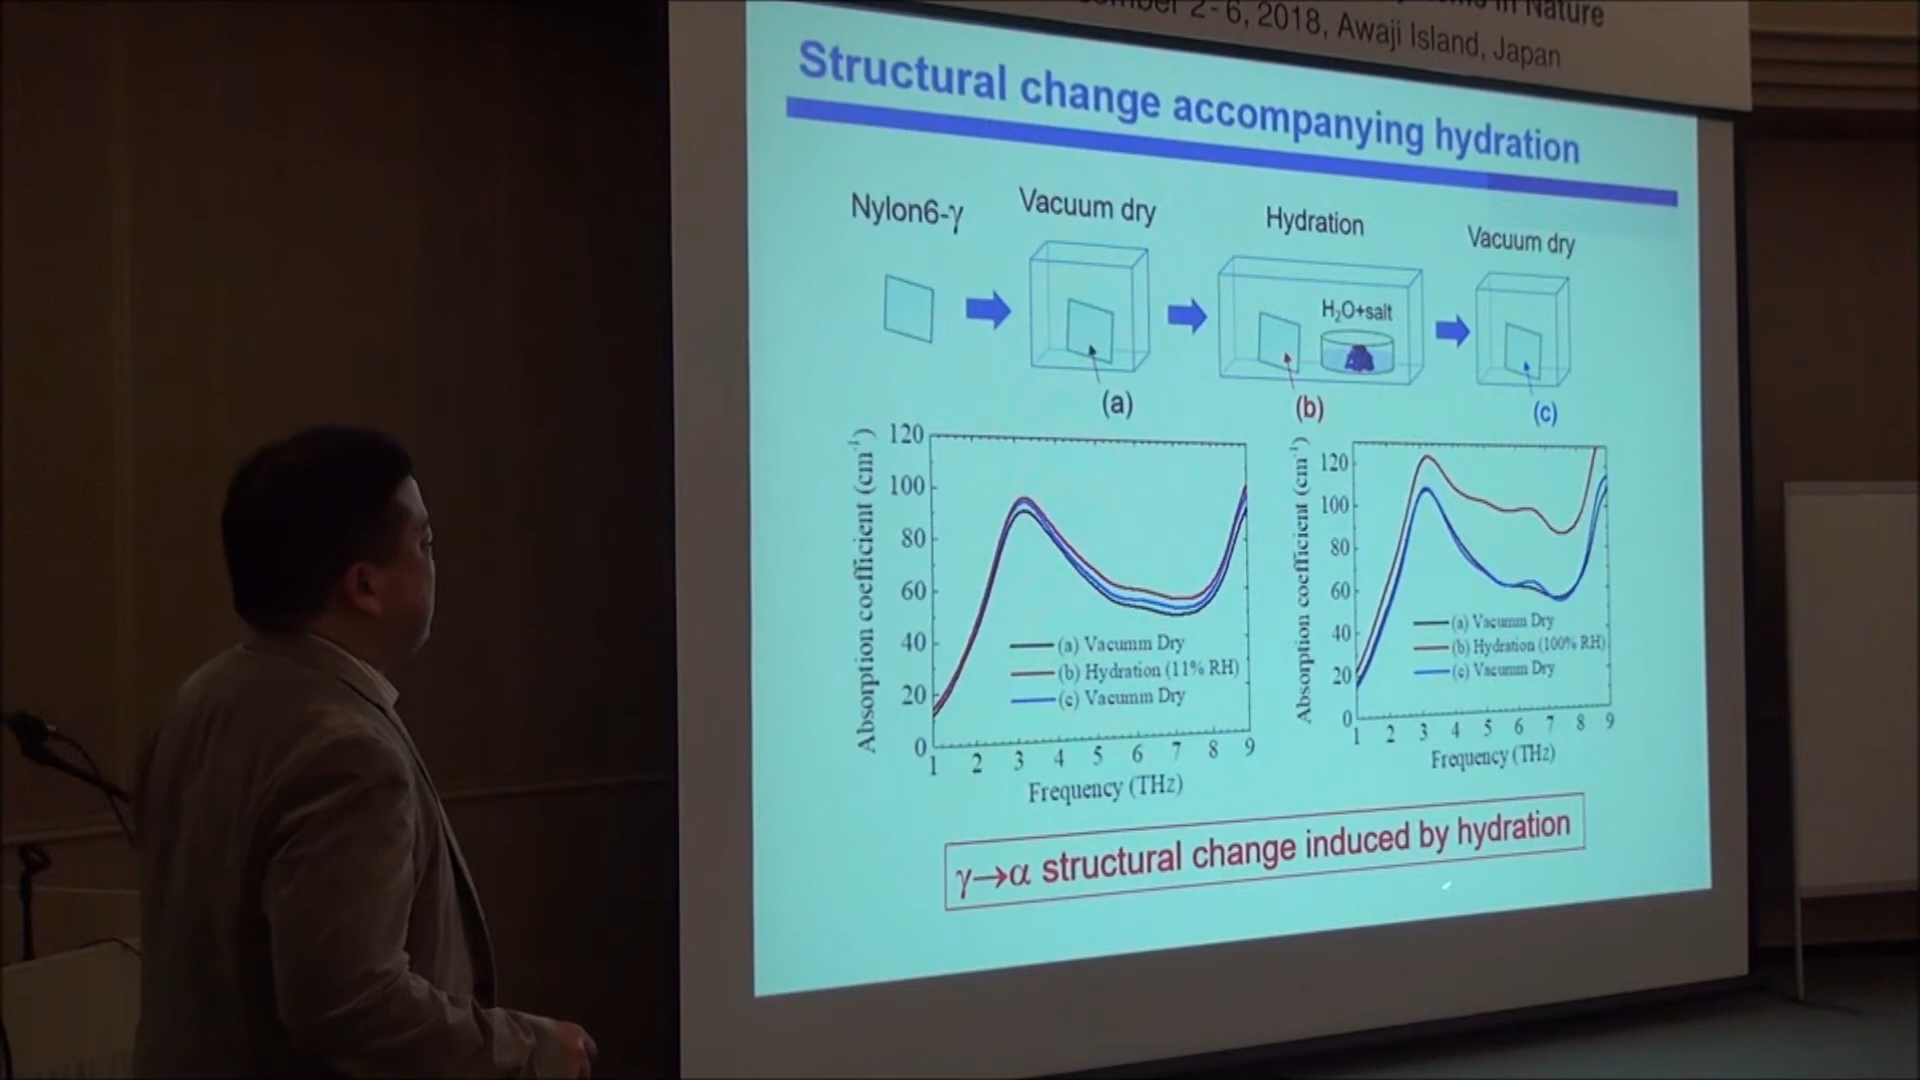 in Nature
2-6, 2018, Awaji Island, Japan
Structural change accompanying hydration
Nylon6-γ
Vacuum dry
Hydration
Vacuum dry
H₂O+salt
(a)
(b)
(c)
Absorption coefficient (cm⁻¹)
120
100
80
60
40
20
0
(a) Vacumm Dry
(b) Hydration (11% RH)
(c) Vacumm Dry
1 2 3 4 5 6 7 8 9
Frequency (THz)
Absorption coefficient (cm⁻¹)
120
100
80
60
40
20
0
(a) Vacumm Dry
(b) Hydration (100% RH)
(c) Vacumm Dry
1 2 3 4 5 6 7 8 9
Frequency (THz)
γ→α structural change induced by hydration